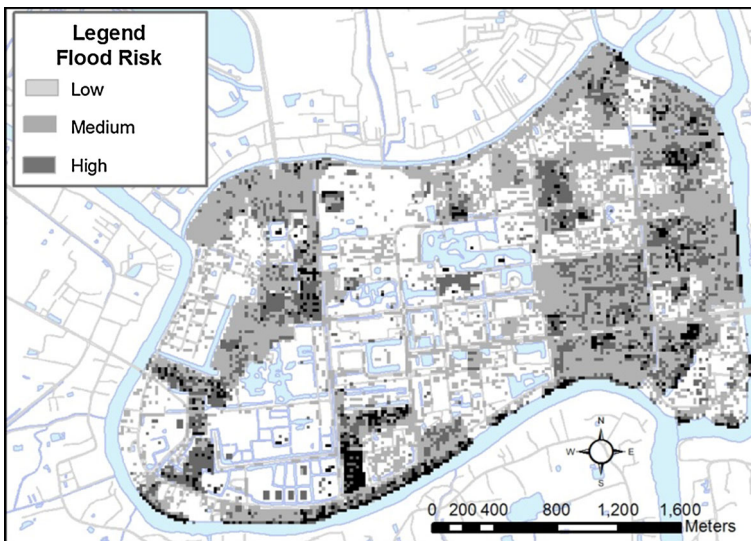 Legend
Flood Risk
Low
Medium
High
N
W E
S
0 200 400 800 1,200 1,600
Meters